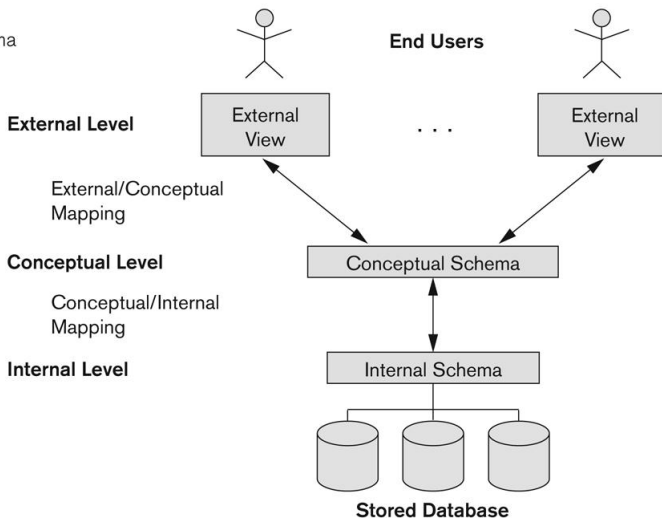 End Users
External Level
External
View
. . .
External
View
External/Conceptual
Mapping
Conceptual Level
Conceptual Schema
Conceptual/Internal
Mapping
Internal Level
Internal Schema
Stored Database